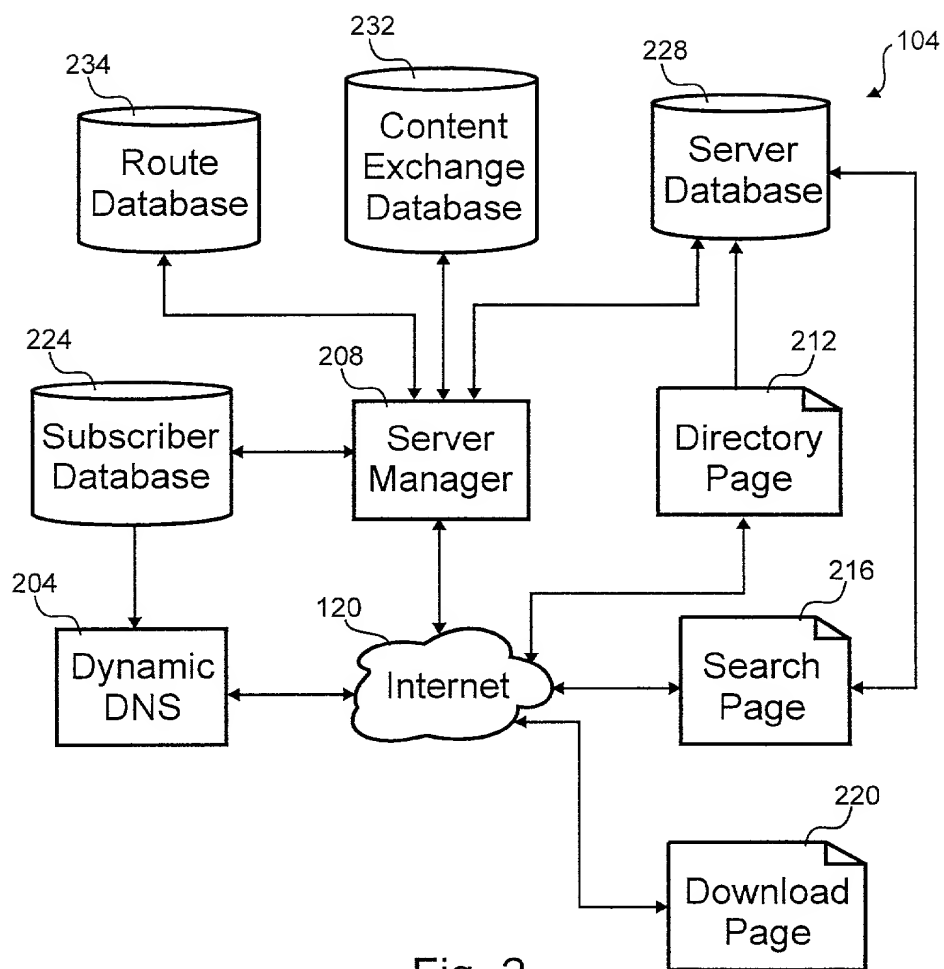 232
104
234
228
Route
Database
Content
Exchange
Database
Server
Database
224
208
212
Subscriber
Database
Server
Manager
Directory
Page
204
120
216
Dynamic
DNS
Internet
Search
Page
220
Download
Page